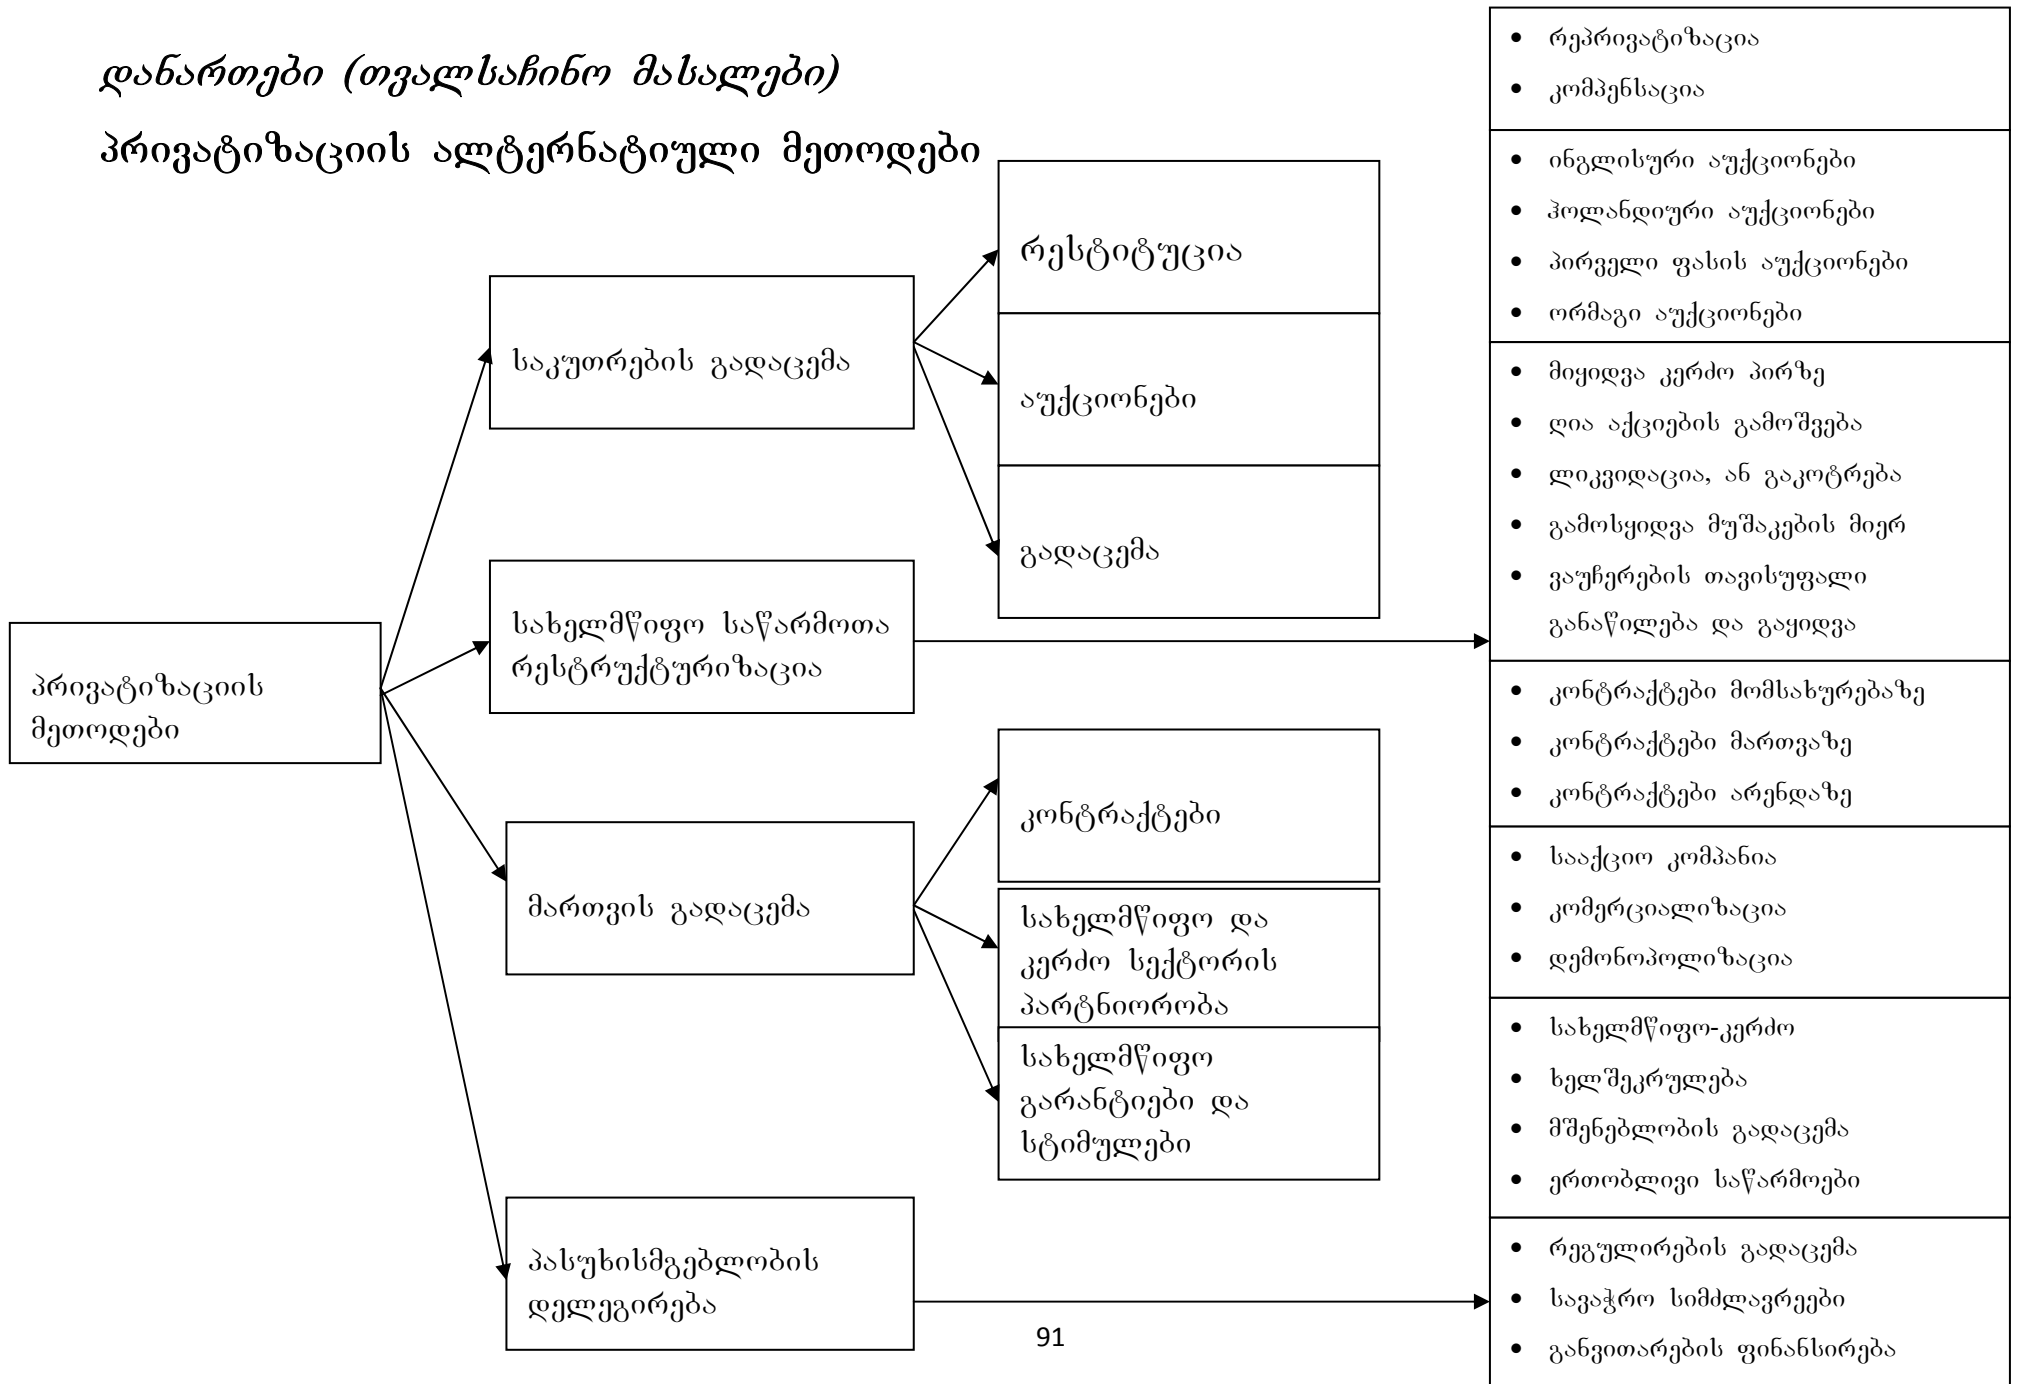 დანართები (თვალსაჩინო მასალები)
პრივატიზაციის ალტერნატიული მეთოდები
პრივატიზაციის
მეთოდები
საკუთრების გადაცემა
სახელმწიფო საწარმოთა
რესტრუქტურიზაცია
მართვის გადაცემა
პასუხისმგებლობის
დელეგირება
რესტიტუცია
აუქციონები
გადაცემა
კონტრაქტები
სახელმწიფო და
კერძო სექტორის
პარტნიორობა
სახელმწიფო
გარანტიები და
სტიმულები
• რეპრივატიზაცია
• კომპენსაცია
• ინგლისური აუქციონები
• ჰოლანდიური აუქციონები
• პირველი ფასის აუქციონები
• ორმაგი აუქციონები
• მიყიდვა კერძო პირზე
• ღია აქციების გამოშვება
• ლიკვიდაცია, ან გაკოტრება
• გამოსყიდვა მუშაკების მიერ
• ვაუჩერების თავისუფალი
განაწილება და გაყიდვა
• კონტრაქტები მომსახურებაზე
• კონტრაქტები მართვაზე
• კონტრაქტები არენდაზე
• სააქციო კომპანია
• კომერციალიზაცია
• დემონოპოლიზაცია
• სახელმწიფო-კერძო
• ხელშეკრულება
• მშენებლობის გადაცემა
• ერთობლივი საწარმოები
• რეგულირების გადაცემა
• სავაჭრო სიმძლავრეები
• განვითარების ფინანსირება
91